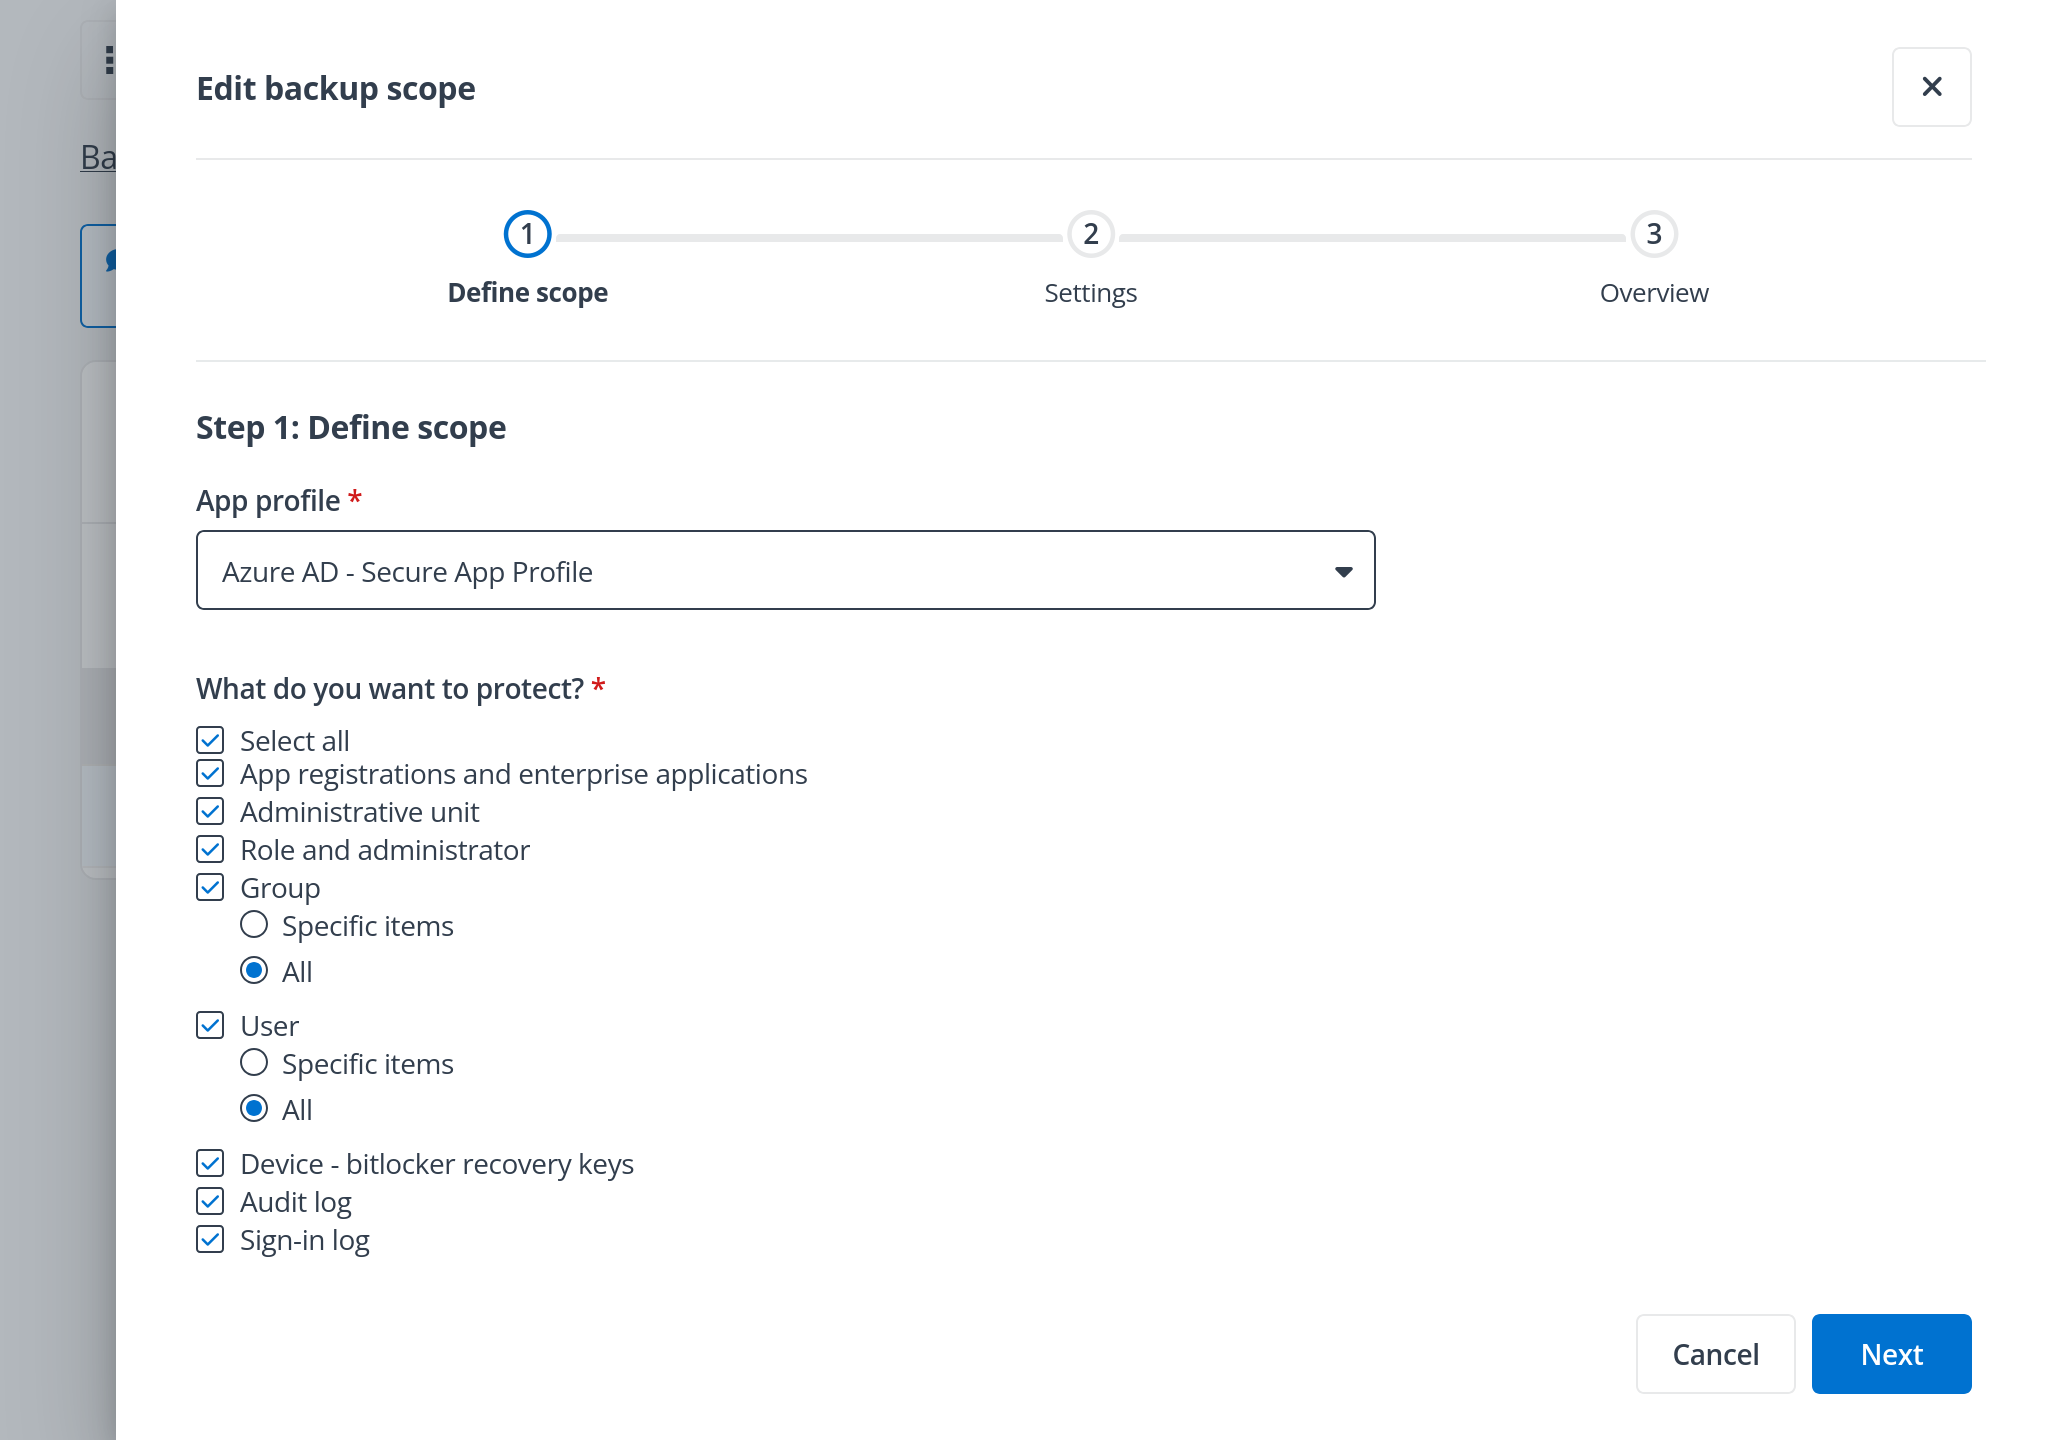 Edit backup scope
Ba
1
2
3
Define scope
Settings
Overview
Step 1: Define scope
App profile *
Azure AD - Secure App Profile
What do you want to protect? *
Select all
App registrations and enterprise applications
Administrative unit
Role and administrator
Group
Specific items
All
User
Specific items
All
Device - bitlocker recovery keys
Audit log
Sign-in log
Cancel
Next